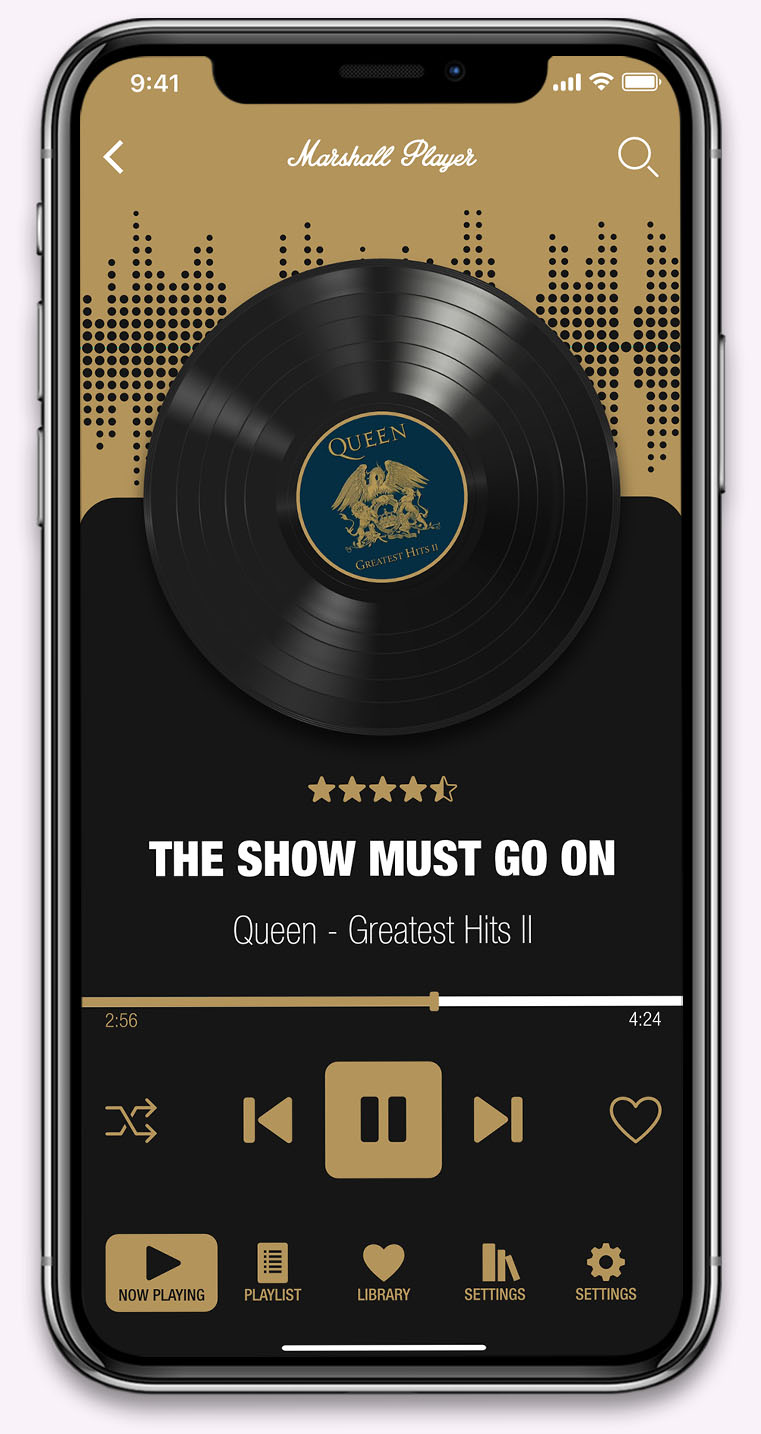 9:41
Marshall Player
QUEEN
GREATEST HITS II
THE SHOW MUST GO ON
Queen - Greatest Hits II
2:56
4:24
NOW PLAYING
PLAYLIST
LIBRARY
SETTINGS
SETTINGS